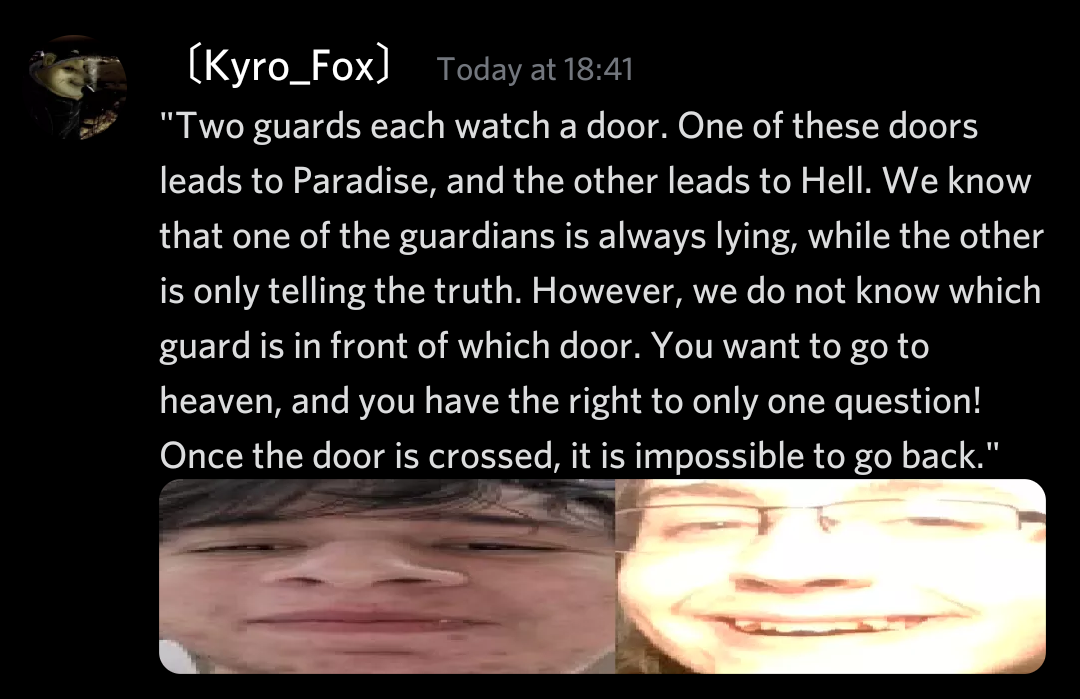 〔Kyro_Fox〕 Today at 18:41
"Two guards each watch a door. One of these doors
leads to Paradise, and the other leads to Hell. We know
that one of the guardians is always lying, while the other
is only telling the truth. However, we do not know which
guard is in front of which door. You want to go to
heaven, and you have the right to only one question!
Once the door is crossed, it is impossible to go back."